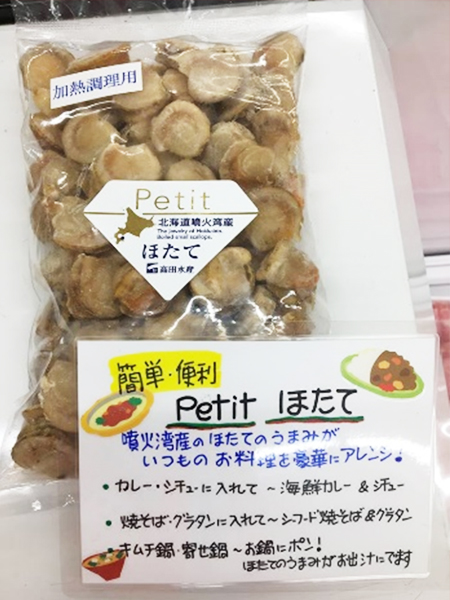 加熱調理用
Petit
北海道噴火湾産
The jewelry of Hokkaido,
Boiled small scallops.
ほたて
髙田水産
簡単・便利
Petit ほたて
噴火湾産のほたてのうまみが
いつもの お料理を豪華にアレンジ!
・カレー・シチューに入れて～海鮮カレー & シチュー
・焼そば・グラタンに入れて～シーフード焼そば&グラタン
・キムチ鍋・寄せ鍋～お鍋にポン!
ほたてのうまみがお出汁にでます